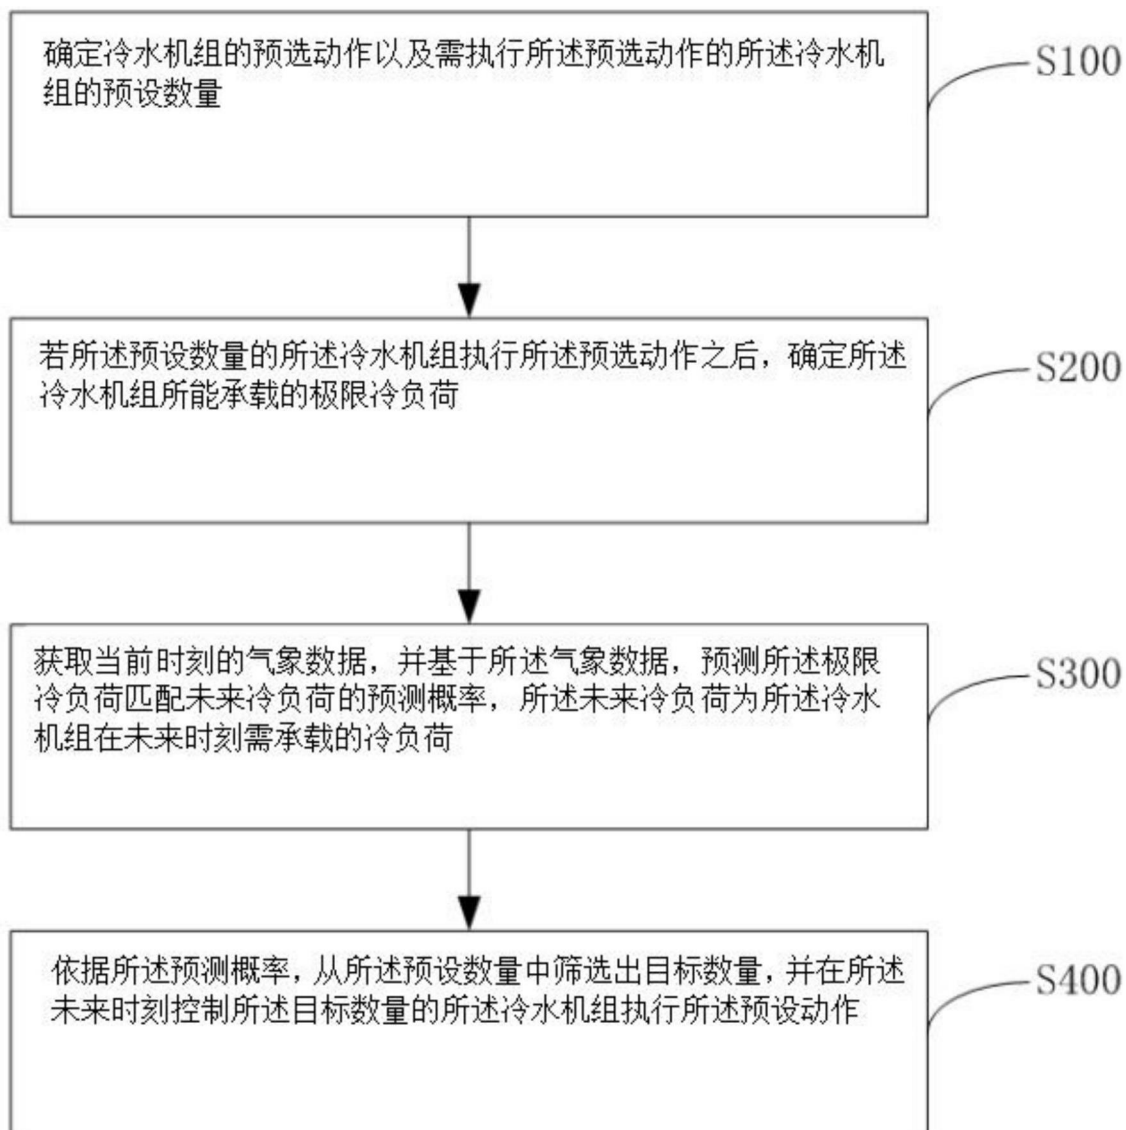 确定冷水机组的预选动作以及需执行所述预选动作的所述冷水机
组的预设数量
S100
若所述预设数量的所述冷水机组执行所述预选动作之后，确定所述
冷水机组所能承载的极限冷负荷
S200
获取当前时刻的气象数据，并基于所述气象数据，预测所述极限
冷负荷匹配未来冷负荷的预测概率，所述未来冷负荷为所述冷水
机组在未来时刻需承载的冷负荷
S300
依据所述预测概率，从所述预设数量中筛选出目标数量，并在所述
未来时刻控制所述目标数量的所述冷水机组执行所述预设动作
S400